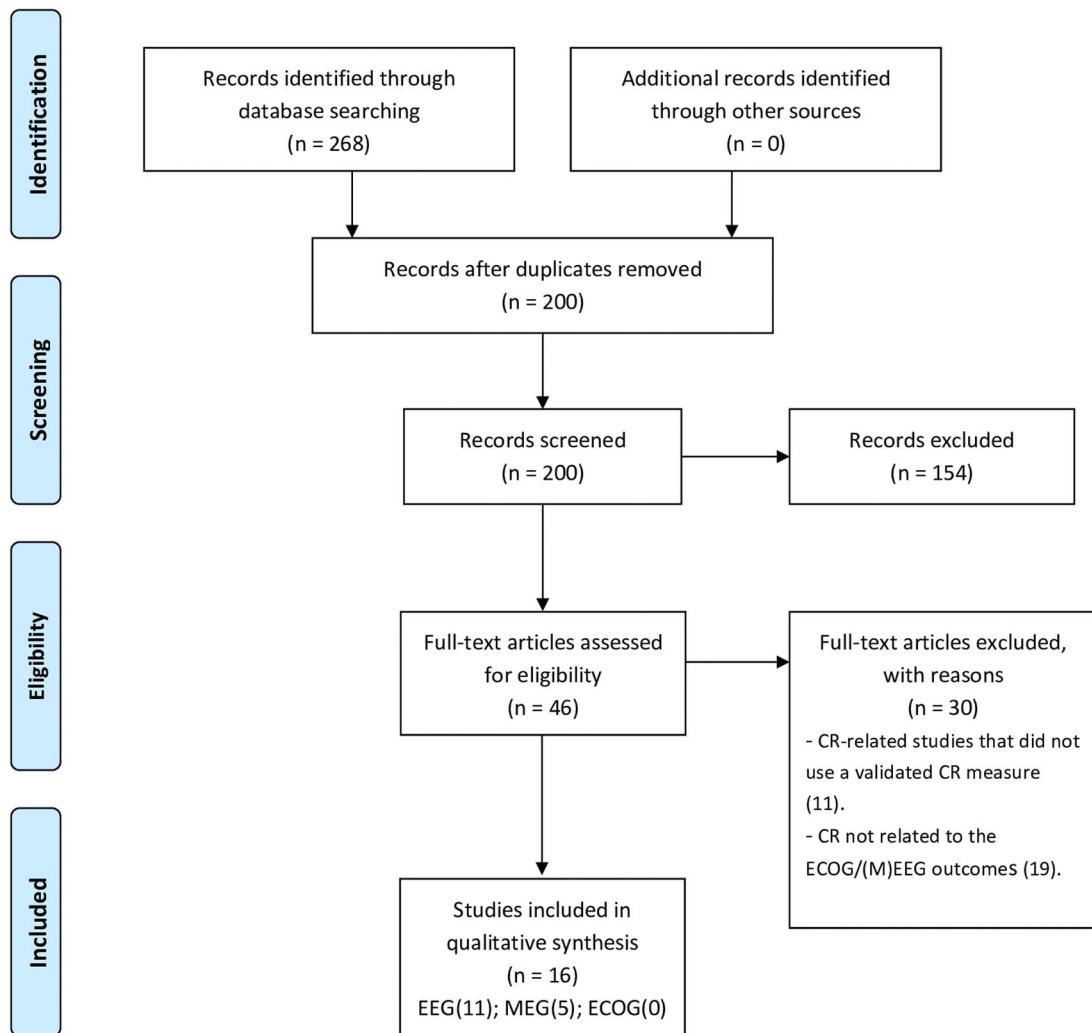 Identification
Records identified through
database searching
(n = 268)
Additional records identified
through other sources
(n = 0)
Records after duplicates removed
(n = 200)
Screening
Records screened
(n = 200)
Records excluded
(n = 154)
Eligibility
Full-text articles assessed
for eligibility
(n = 46)
Full-text articles excluded,
with reasons
(n = 30)
- CR-related studies that did not
use a validated CR measure
(11).
- CR not related to the
ECOG/(M)EEG outcomes (19).
Included
Studies included in
qualitative synthesis
(n = 16)
EEG(11); MEG(5); ECOG(0)